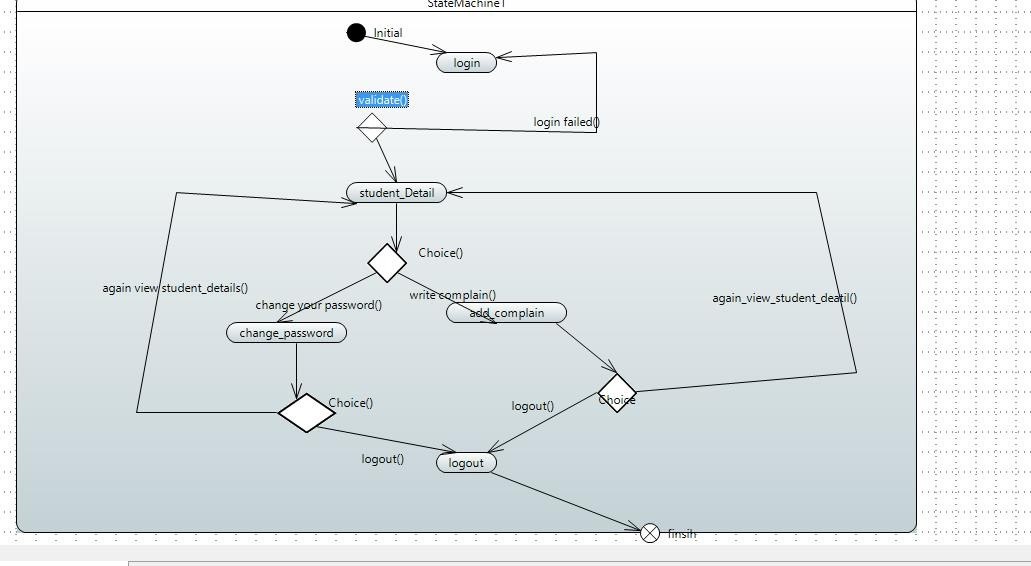 StateMachine1
Initial
login
validate()
login failed()
student_Detail
Choice()
again view student_details()
write complain()
again_view_student_deatil()
change your password()
add_complain
change_password
Choice()
Choice
logout()
logout()
logout
finsih